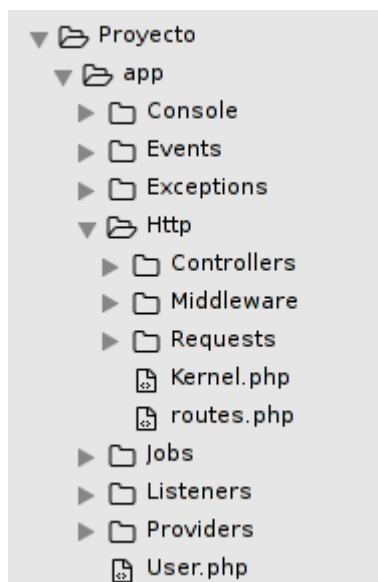 Proyecto
app
Console
Events
Exceptions
Http
Controllers
Middleware
Requests
Kernel.php
routes.php
Jobs
Listeners
Providers
User.php